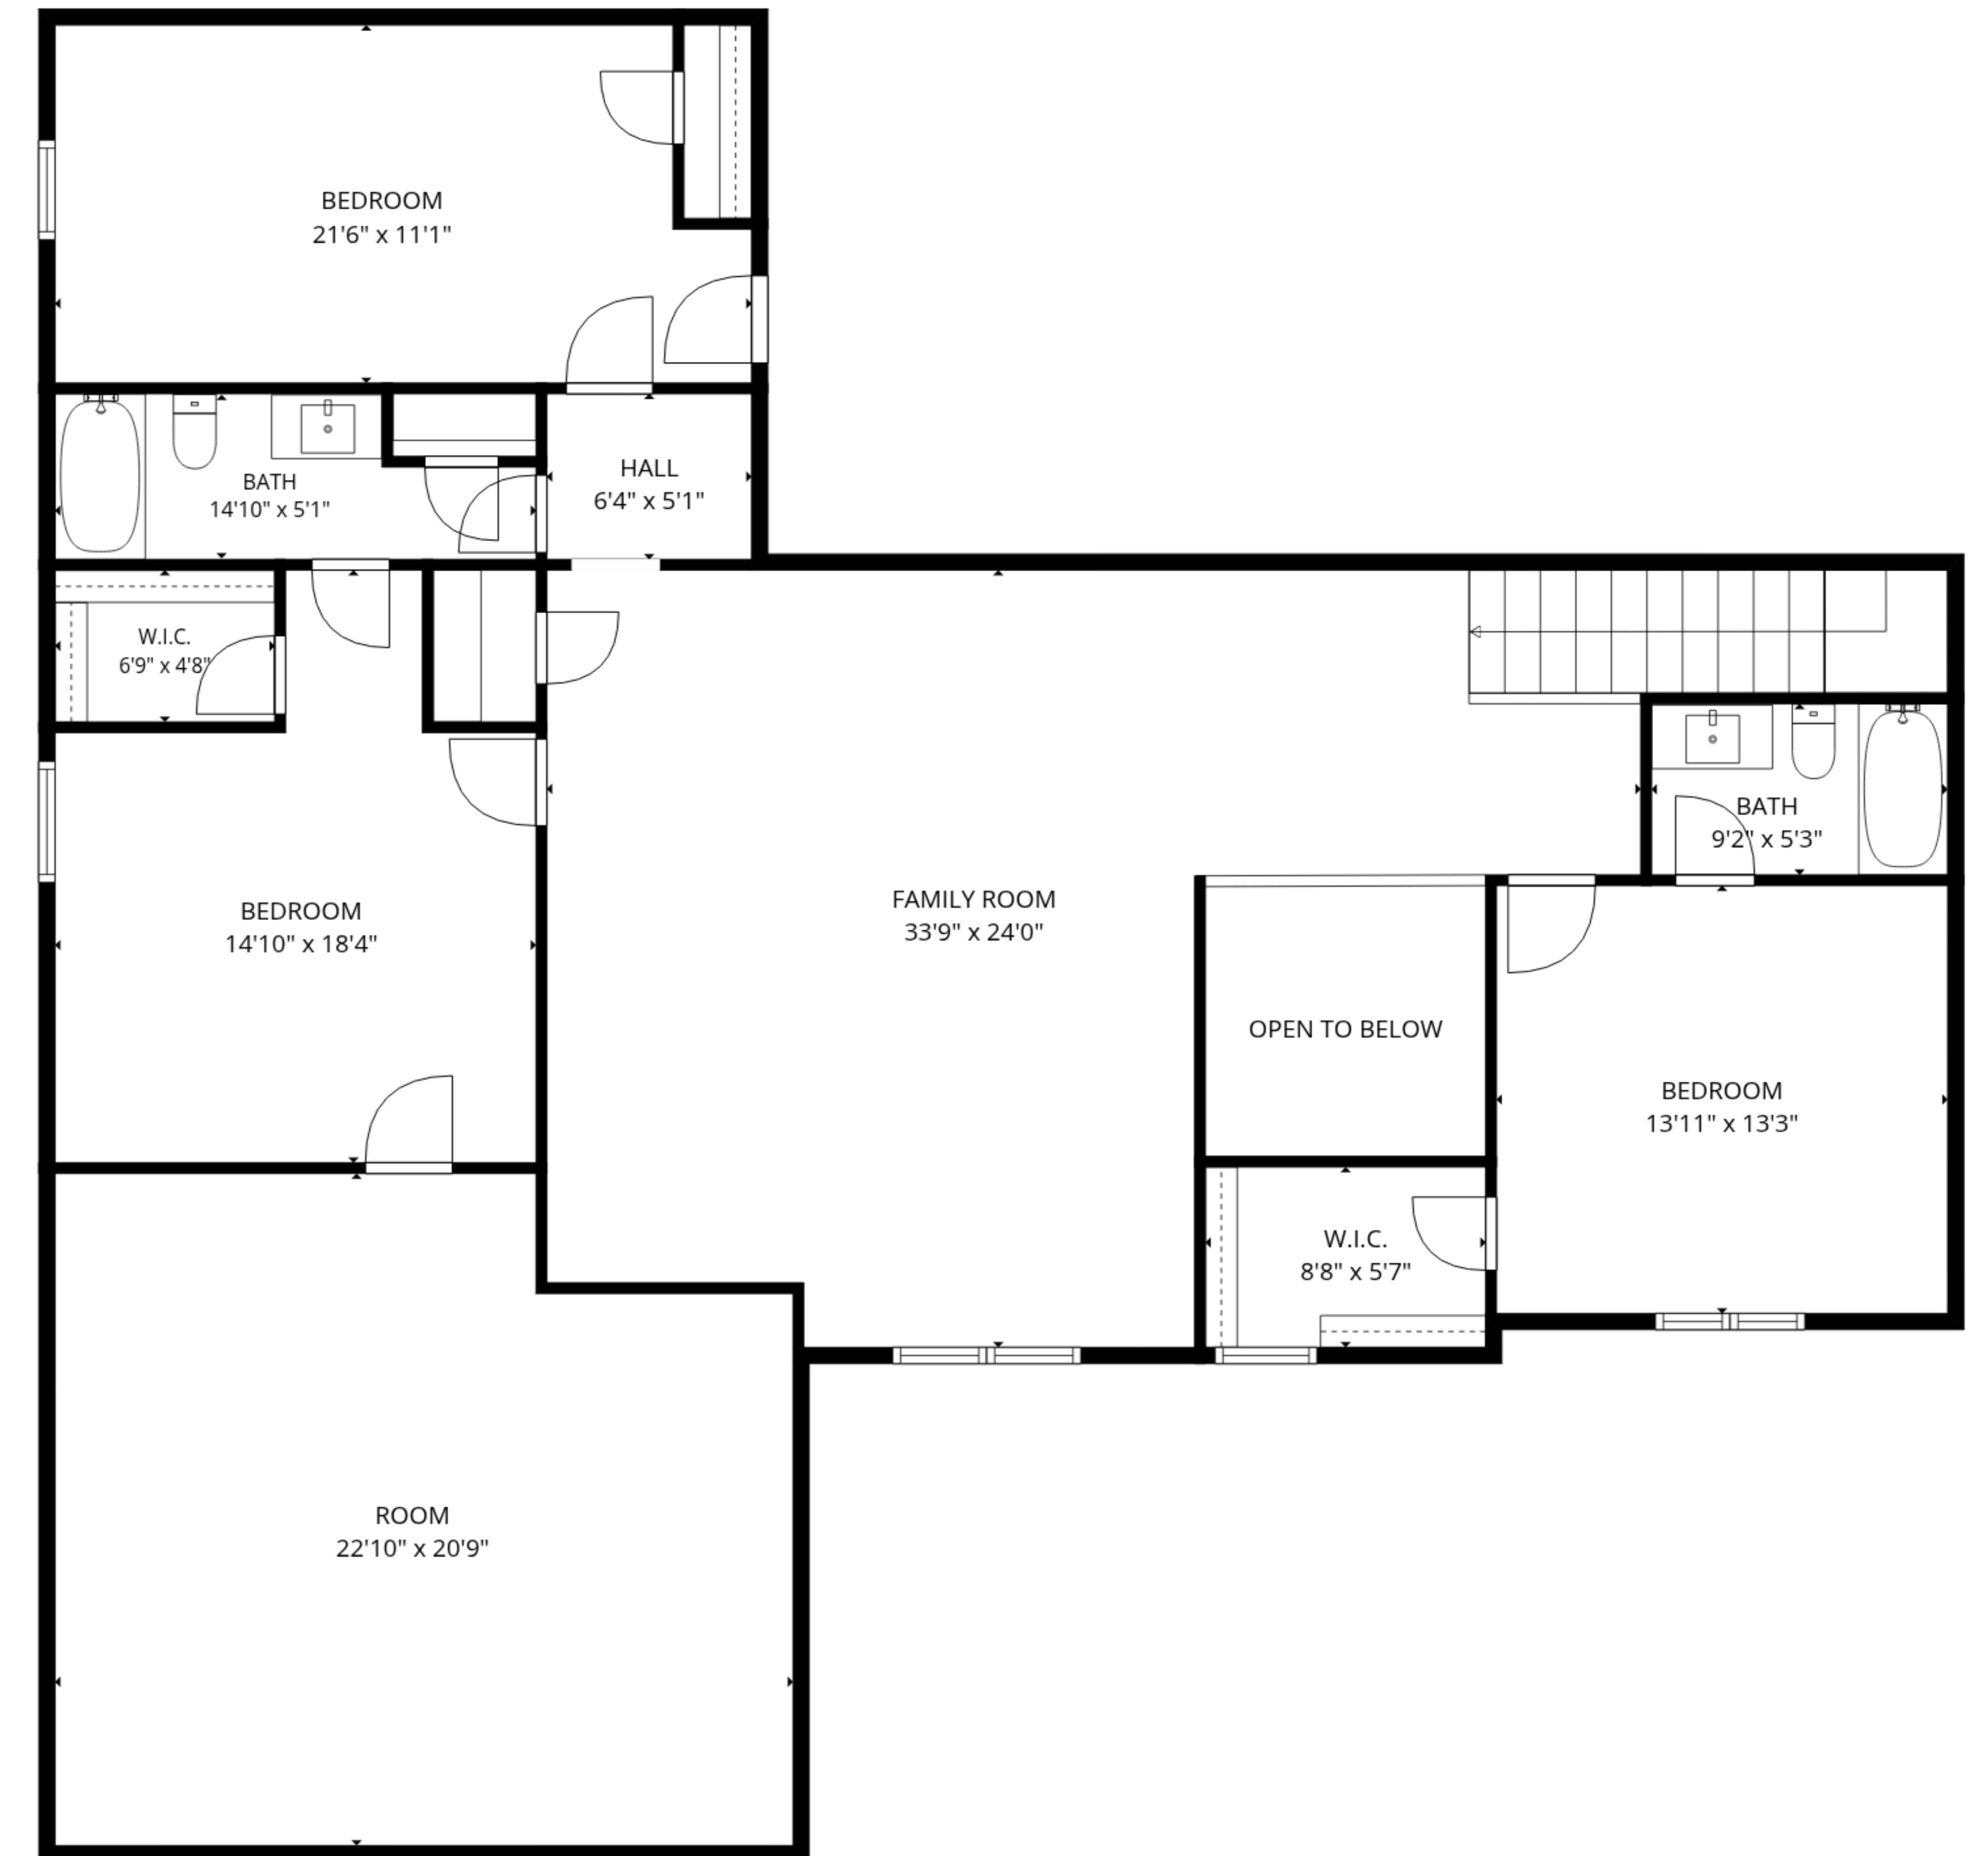 BEDROOM
21'6" x 11'1"
HALL
6'4" x 5'1"
BATH
14'10" x 5'1"
W.I.C.
6'9" x 4'8"
BATH
9'2" x 5'3"
FAMILY ROOM
33'9" x 24'0"
BEDROOM
14'10" x 18'4"
OPEN TO BELOW
BEDROOM
13'11" x 13'3"
W.I.C.
8'8" x 5'7"
ROOM
22'10" x 20'9"